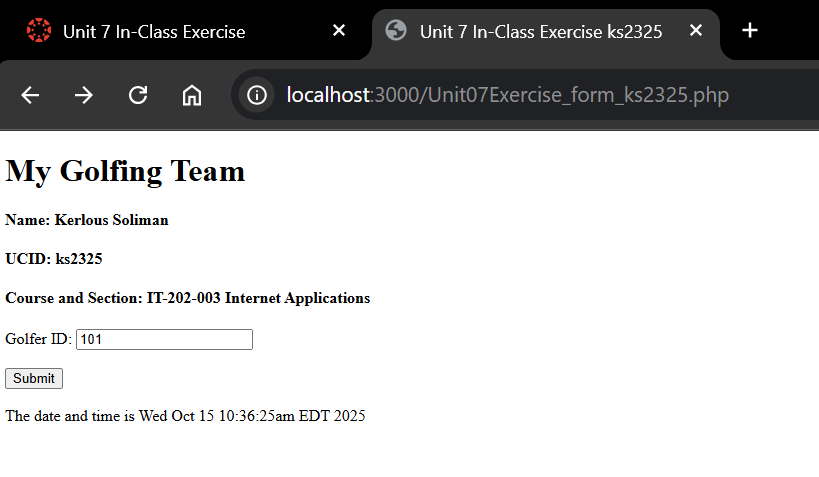 Unit 7 In-Class Exercise
Unit 7 In-Class Exercise ks2325
localhost:3000/Unit07Exercise_form_ks2325.php
My Golfing Team
Name: Kerlous Soliman
UCID: ks2325
Course and Section: IT-202-003 Internet Applications
Golfer ID: 101
Submit
The date and time is Wed Oct 15 10:36:25am EDT 2025